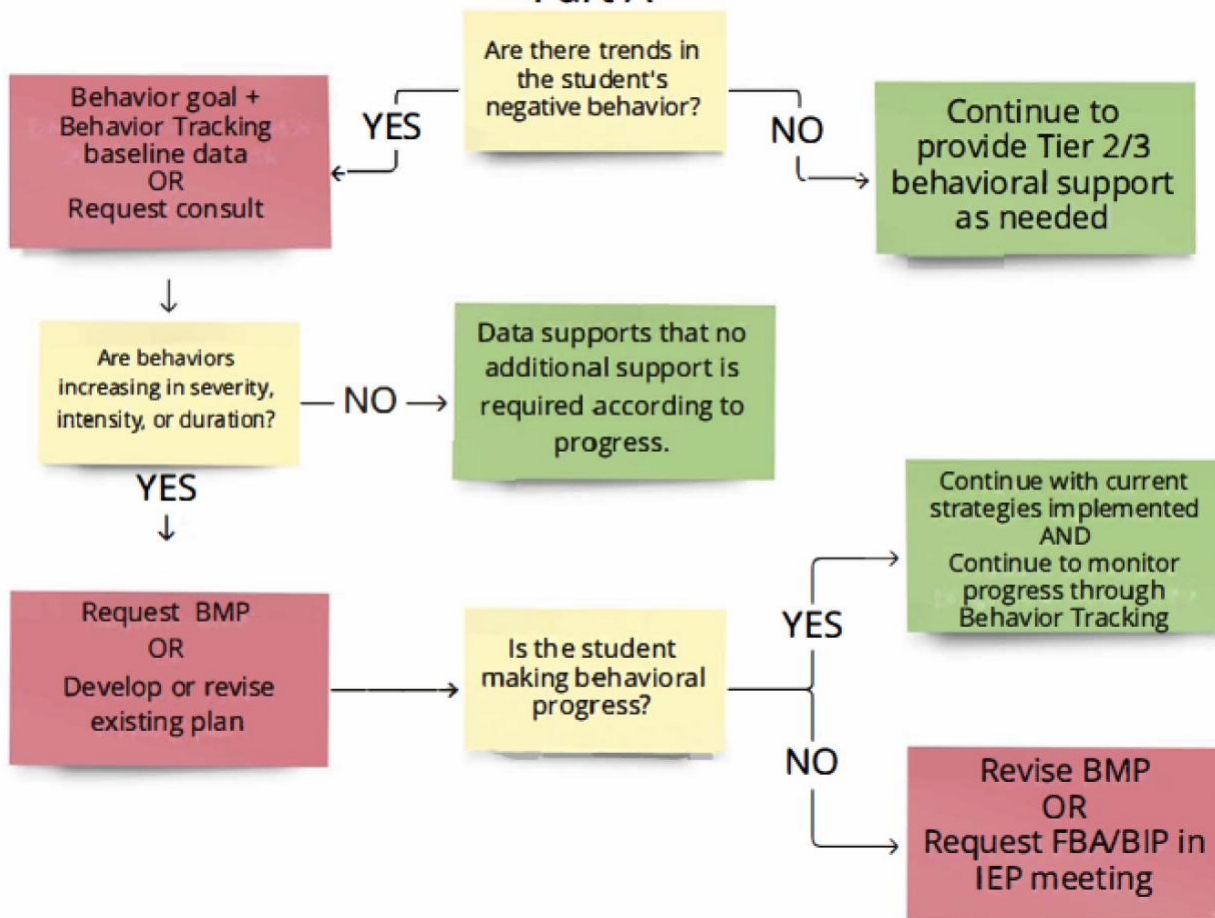 Part A
Are there trends in
the student's
negative behavior?
YES
NO
Behavior goal +
Behavior Tracking
baseline data
OR
Request consult
Continue to
provide Tier 2/3
behavioral support
as needed
Are behaviors
increasing in severity,
intensity, or duration?
NO
Data supports that no
additional support is
required according to
progress.
YES
Request BMP
OR
Develop or revise
existing plan
Is the student
making behavioral
progress?
YES
Continue with current
strategies implemented
AND
Continue to monitor
progress through
Behavior Tracking
NO
Revise BMP
OR
Request FBA/BIP in
IEP meeting